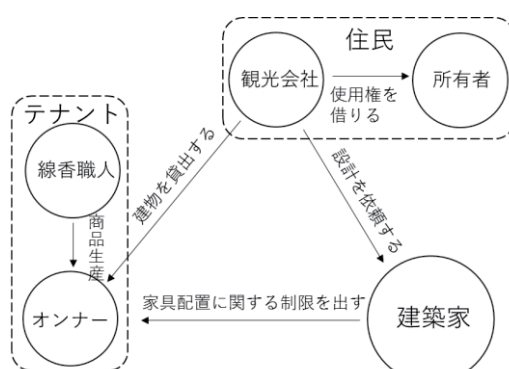 住民
観光会社
所有者
使用権を
借りる
テナント
線香職人
建物を貸出する
設計を依頼する
商品生産
オンナー
家具配置に関する制限を出す
建築家